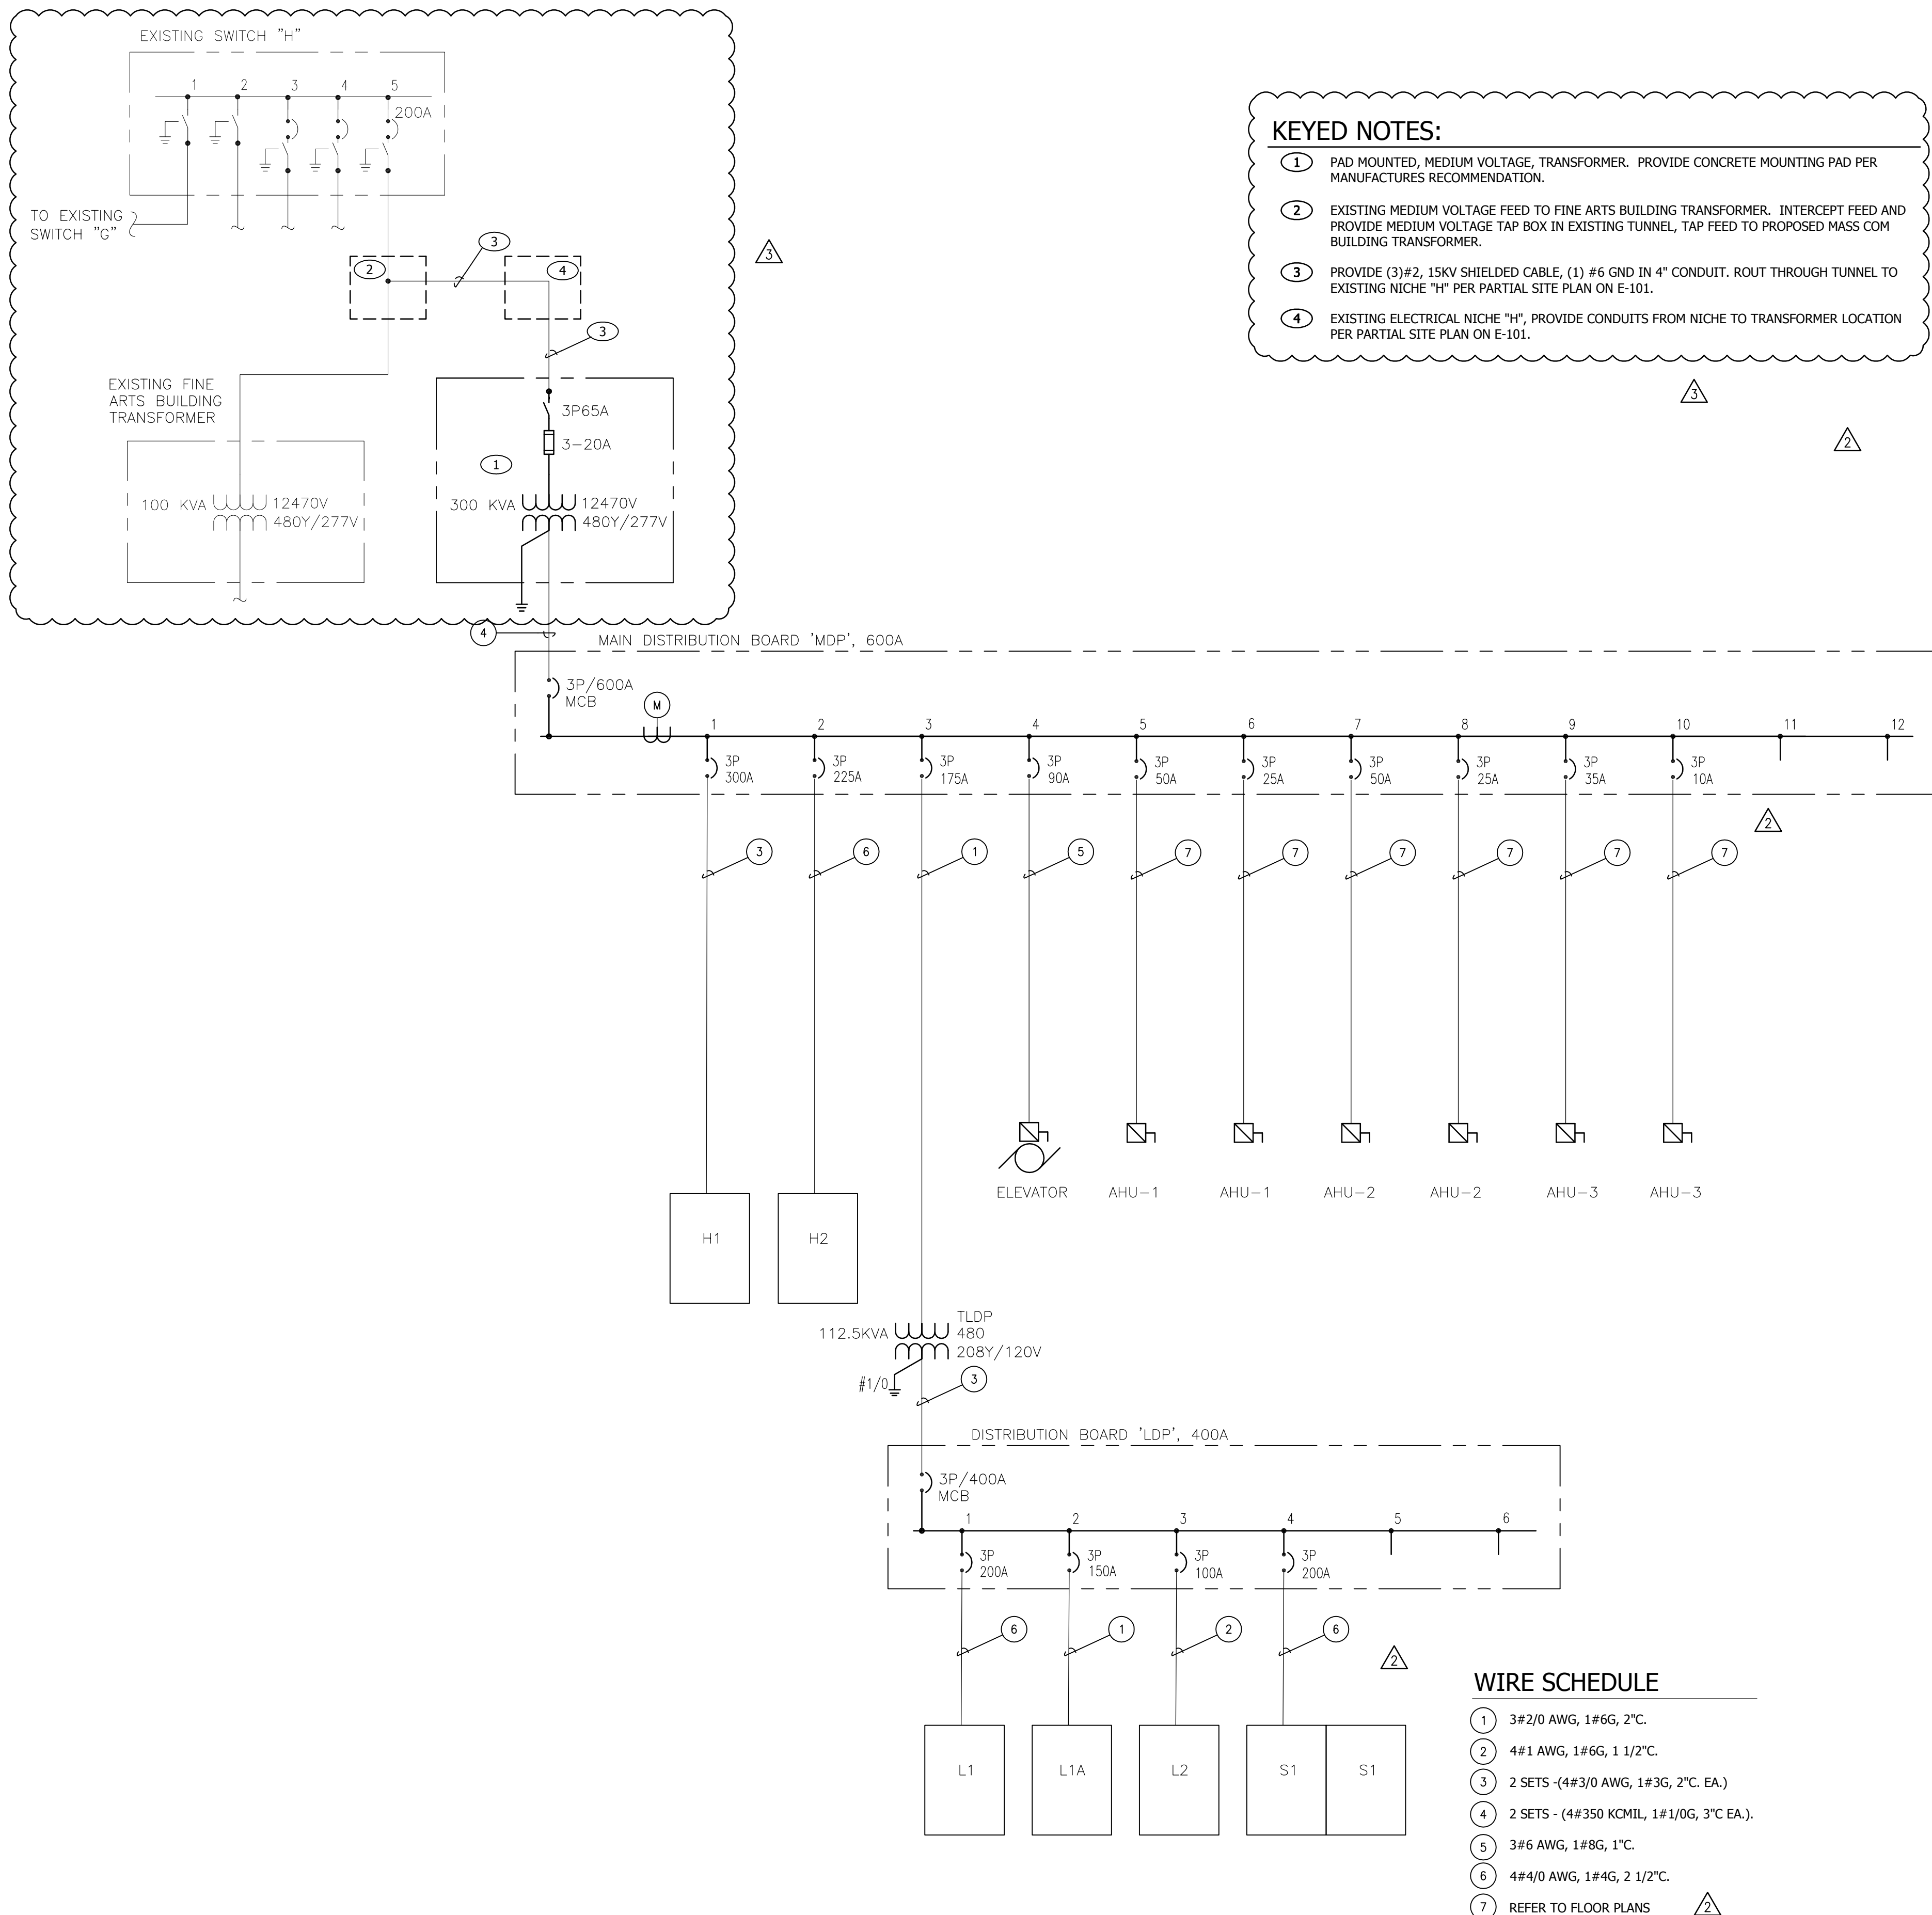 EXISTING SWITCH "H"
1
2
3
4
5
200A
TO EXISTING
SWITCH "G"
2
3
4
3
3
EXISTING FINE
ARTS BUILDING
TRANSFORMER
100 KVA
12470V
480Y/277V
3P65A
3-20A
1
300 KVA
12470V
480Y/277V
KEYED NOTES:
1 PAD MOUNTED, MEDIUM VOLTAGE, TRANSFORMER. PROVIDE CONCRETE MOUNTING PAD PER
MANUFACTURES RECOMMENDATION.
2 EXISTING MEDIUM VOLTAGE FEED TO FINE ARTS BUILDING TRANSFORMER. INTERCEPT FEED AND
PROVIDE MEDIUM VOLTAGE TAP BOX IN EXISTING TUNNEL, TAP FEED TO PROPOSED MASS COM
BUILDING TRANSFORMER.
3 PROVIDE (3)#2, 15KV SHIELDED CABLE, (1) #6 GND IN 4" CONDUIT. ROUT THROUGH TUNNEL TO
EXISTING NICHE "H" PER PARTIAL SITE PLAN ON E-101.
4 EXISTING ELECTRICAL NICHE "H", PROVIDE CONDUITS FROM NICHE TO TRANSFORMER LOCATION
PER PARTIAL SITE PLAN ON E-101.
3
2
4
MAIN DISTRIBUTION BOARD 'MDP', 600A
3P/600A
MCB
M
1
2
3
4
5
6
7
8
9
10
11
12
3P
300A
3P
225A
3P
175A
3P
90A
3P
50A
3P
25A
3P
50A
3P
25A
3P
35A
3P
10A
2
3
6
1
5
7
7
7
7
7
7
ELEVATOR
AHU-1
AHU-1
AHU-2
AHU-2
AHU-3
AHU-3
H1
H2
112.5KVA
TLDP
480
208Y/120V
#1/0
3
DISTRIBUTION BOARD 'LDP', 400A
3P/400A
MCB
1
2
3
4
5
6
3P
200A
3P
150A
3P
100A
3P
200A
6
1
2
6
2
L1
L1A
L2
S1
S1
WIRE SCHEDULE
1 3#2/0 AWG, 1#6G, 2"C.
2 4#1 AWG, 1#6G, 1 1/2"C.
3 2 SETS -(4#3/0 AWG, 1#3G, 2"C. EA.)
4 2 SETS - (4#350 KCMIL, 1#1/0G, 3"C EA.).
5 3#6 AWG, 1#8G, 1"C.
6 4#4/0 AWG, 1#4G, 2 1/2"C.
7 REFER TO FLOOR PLANS
2